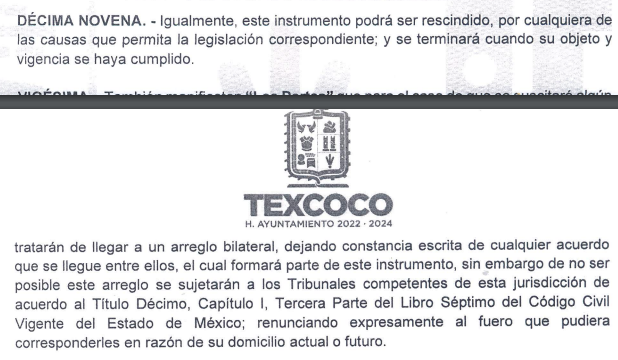 DÉCIMA NOVENA. - Igualmente, este instrumento podrá ser rescindido, por cualquiera de
las causas que permita la legislación correspondiente; y se terminará cuando su objeto y
vigencia se haya cumplido.
VIGÉSIMA. - También manifiestan "Las Partes" que para el caso de que se suscitará algún
TEXCOCO
H. AYUNTAMIENTO 2022 - 2024
tratarán de llegar a un arreglo bilateral, dejando constancia escrita de cualquier acuerdo
que se llegue entre ellos, el cual formará parte de este instrumento, sin embargo de no ser
posible este arreglo se sujetarán a los Tribunales competentes de esta jurisdicción de
acuerdo al Título Décimo, Capítulo I, Tercera Parte del Libro Séptimo del Código Civil
Vigente del Estado de México; renunciando expresamente al fuero que pudiera
corresponderles en razón de su domicilio actual o futuro.